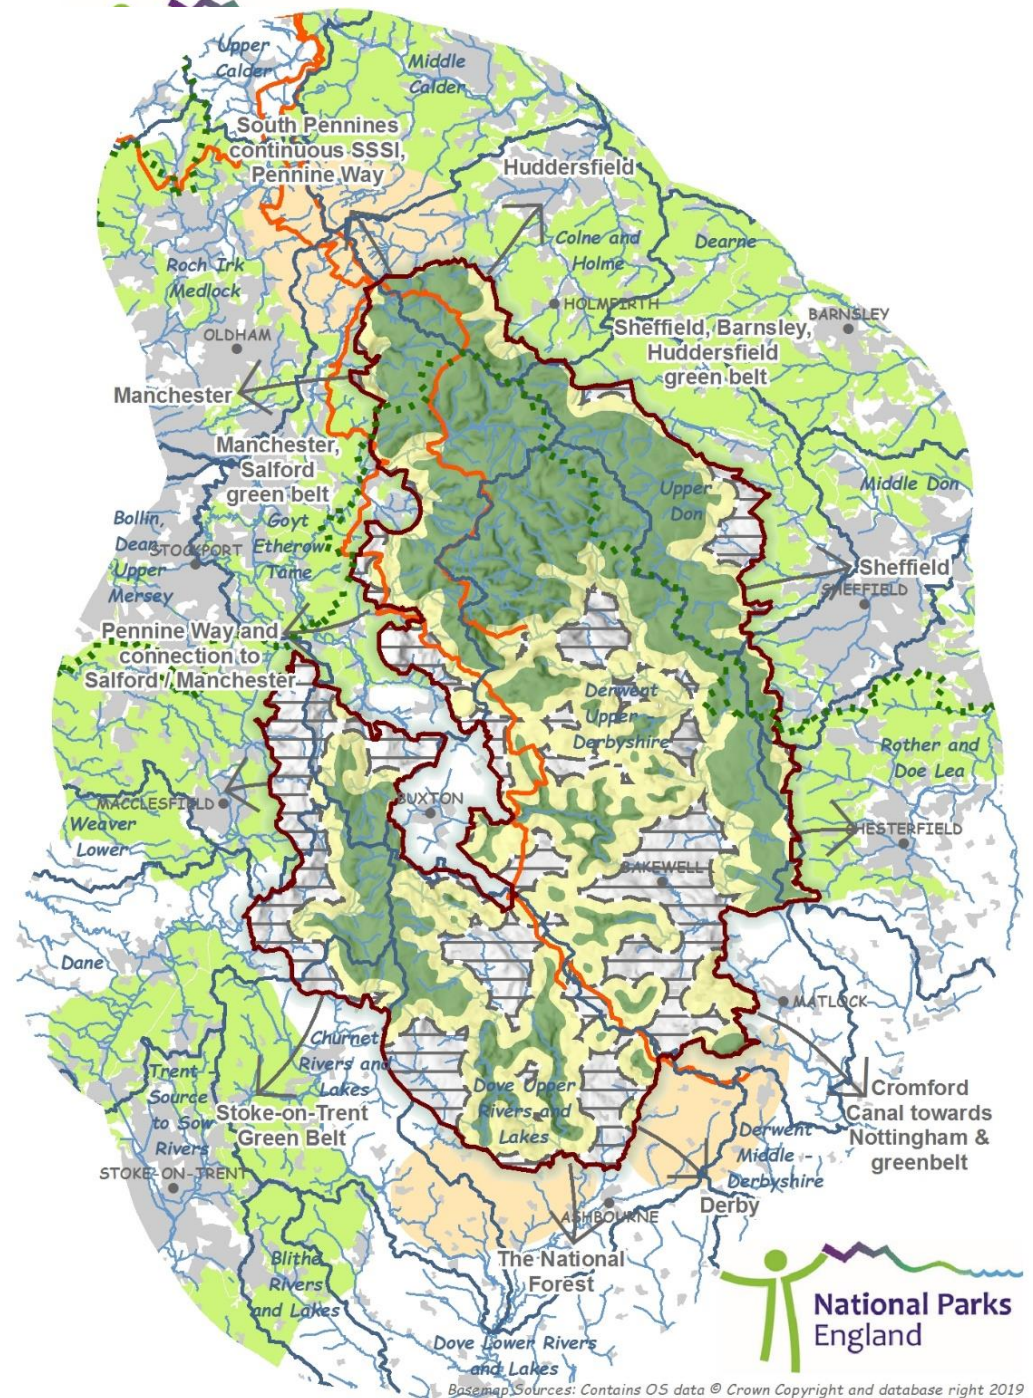 Upper
Calder
Middle
Calder
South Pennines
continuous SSSI,
Pennine Way
Huddersfield
Colne and
Holme
Dearne
Roch Irk
Medlock
HOLMFIRTH
BARNSLEY
OLDHAM
Sheffield, Barnsley,
Huddersfield
green belt
Manchester
Manchester,
Salford
green belt
Upper
Don
Middle Don
Bollin,
Dean
Upper
Mersey
STOCKPORT
Goyt
Etherow
Tame
Sheffield
SHEFFIELD
Pennine Way and
connection to
Salford / Manchester
Derwent
Upper -
Derbyshire
Rother and
Doe Lea
MACCLESFIELD
BUXTON
Weaver
Lower
CHESTERFIELD
BAKEWELL
Dane
MATLOCK
Churnet
Rivers and
Lakes
Trent -
Source
to Sow
Rivers
Stoke-on-Trent
Green Belt
Dove Upper
Rivers and
Lakes
Cromford
Canal towards
Nottingham &
greenbelt
Derwent
Middle -
Derbyshire
STOKE-ON-TRENT
Derby
ASHBOURNE
The National
Forest
Blithe
Rivers
and Lakes
Dove Lower Rivers
and Lakes
National Parks
England
Basemap Sources: Contains OS data © Crown Copyright and database right 2019